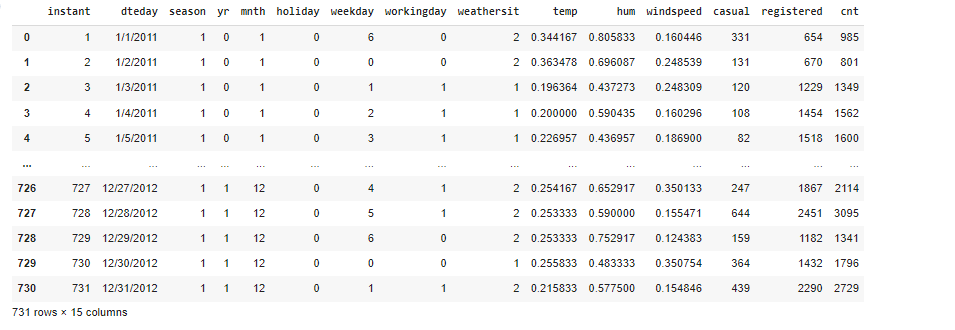 instant dteday season yr mnth holiday weekday workingday weathersit temp hum windspeed casual registered cnt
0 1 1/1/2011 1 0 1 0 6 0 2 0.344167 0.805833 0.160446 331 654 985
1 2 1/2/2011 1 0 1 0 0 0 2 0.363478 0.696087 0.248539 131 670 801
2 3 1/3/2011 1 0 1 0 1 1 1 0.196364 0.437273 0.248309 120 1229 1349
3 4 1/4/2011 1 0 1 0 2 1 1 0.200000 0.590435 0.160296 108 1454 1562
4 5 1/5/2011 1 0 1 0 3 1 1 0.226957 0.436957 0.186900 82 1518 1600
... ... ... ... ... ... ... ... ... ... ... ... ... ... ... ...
726 727 12/27/2012 1 1 12 0 4 1 2 0.254167 0.652917 0.350133 247 1867 2114
727 728 12/28/2012 1 1 12 0 5 1 2 0.253333 0.590000 0.155471 644 2451 3095
728 729 12/29/2012 1 1 12 0 6 0 2 0.253333 0.752917 0.124383 159 1182 1341
729 730 12/30/2012 1 1 12 0 0 0 1 0.255833 0.483333 0.350754 364 1432 1796
730 731 12/31/2012 1 1 12 0 1 1 2 0.215833 0.577500 0.154846 439 2290 2729
731 rows × 15 columns